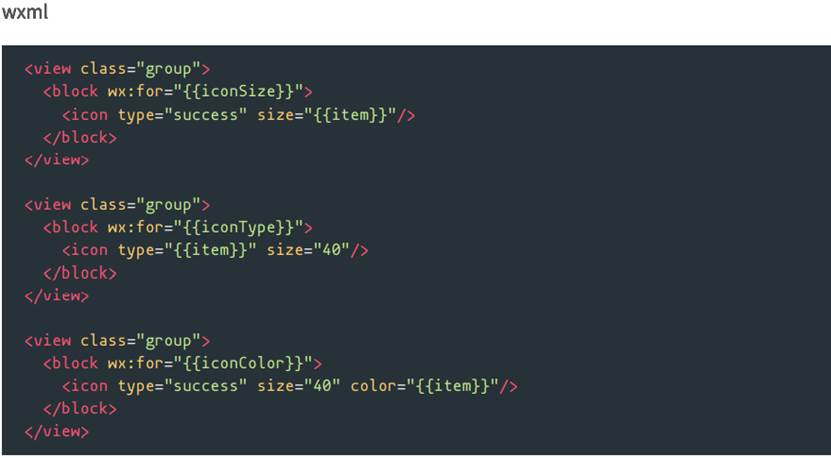 wxml
<view class="group">
  <block wx:for="{{iconSize}}">
    <icon type="success" size="{{item}}"/>
  </block>
</view>

<view class="group">
  <block wx:for="{{iconType}}">
    <icon type="{{item}}" size="40"/>
  </block>
</view>

<view class="group">
  <block wx:for="{{iconColor}}">
    <icon type="success" size="40" color="{{item}}"/>
  </block>
</view>